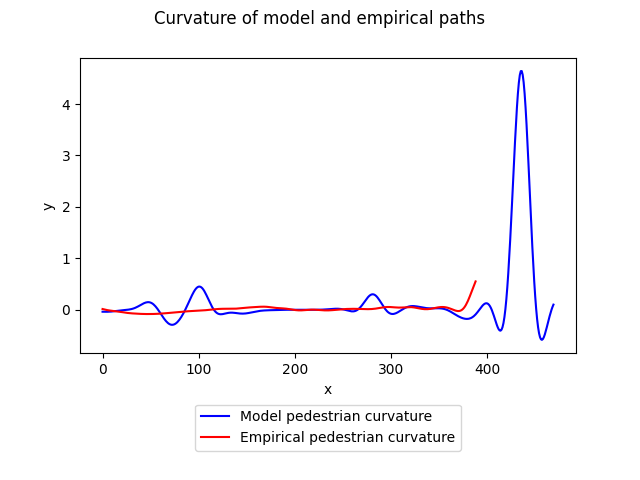 Curvature of model and empirical paths
4
3
2
1
0
y
0 100 200 300 400
x
Model pedestrian curvature
Empirical pedestrian curvature